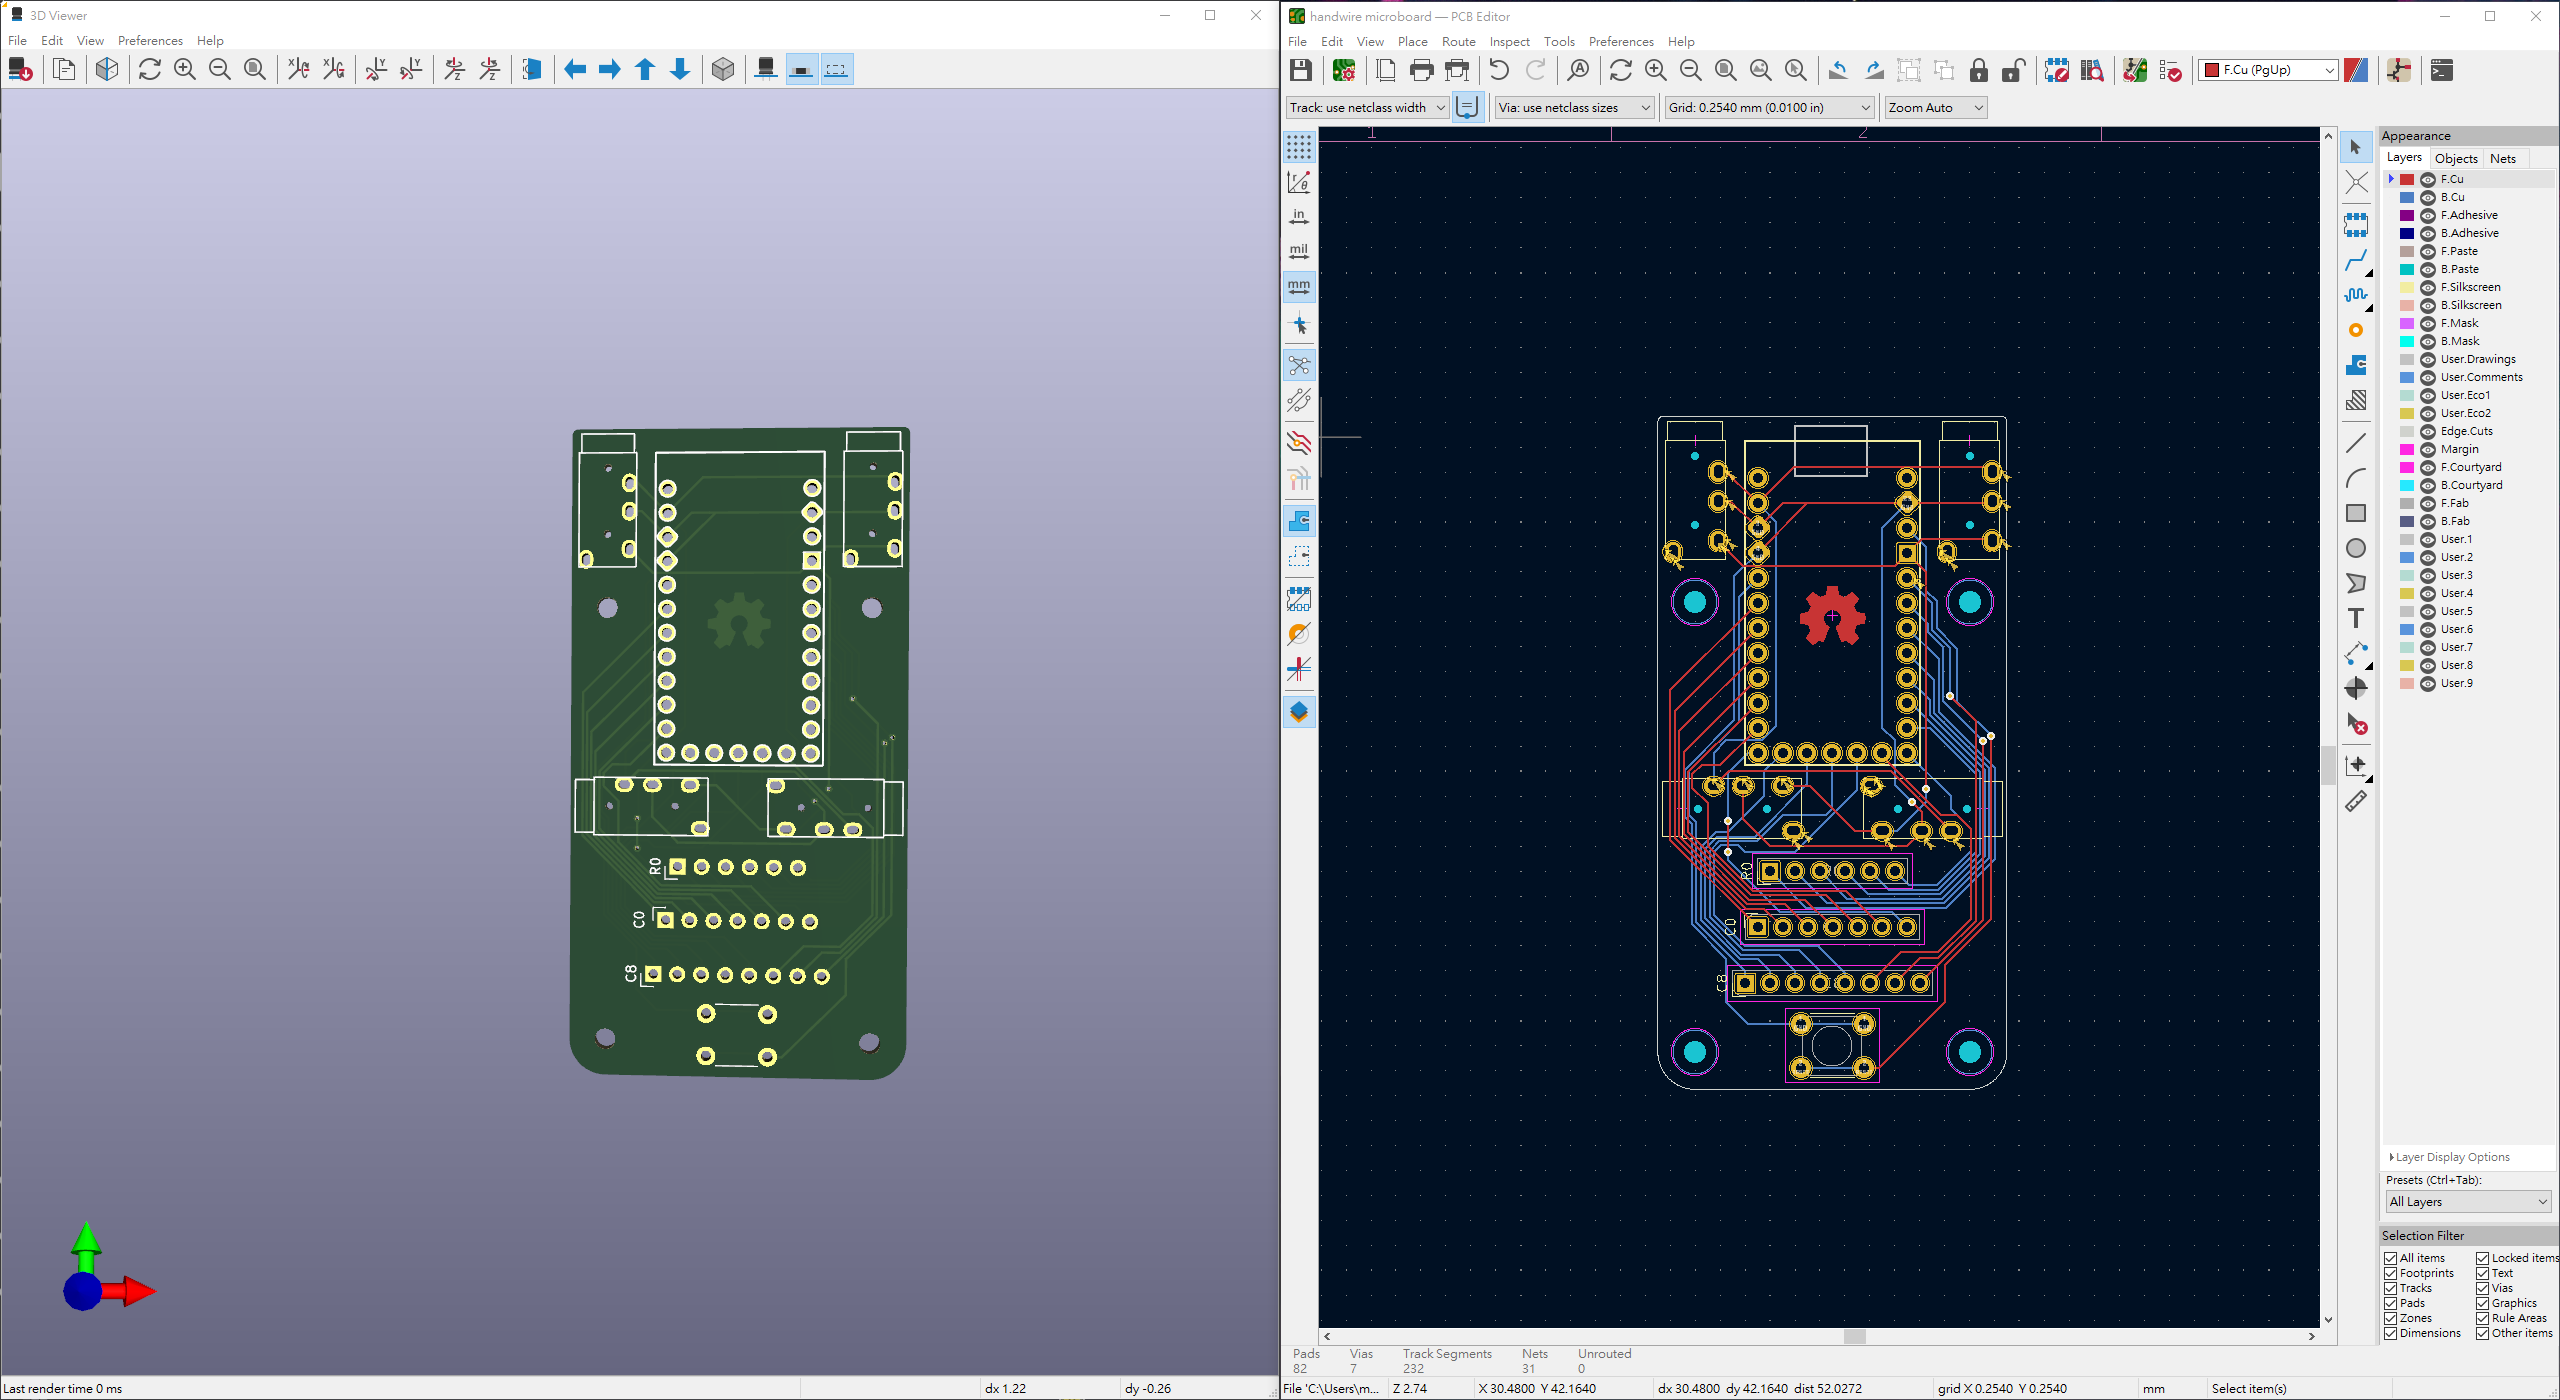 3D Viewer
File Edit View Preferences Help
R0
C0
C8
Last render time 0 ms
dx 1.22
dy -0.26
handwire microboard — PCB Editor
File Edit View Place Route Inspect Tools Preferences Help
F.Cu (PgUp)
Track: use netclass width
Via: use netclass sizes
Grid: 0.2540 mm (0.0100 in)
Zoom Auto
in
mil
mm
1
2
R0
C0
C8
Appearance
Layers Objects Nets
F.Cu
B.Cu
F.Adhesive
B.Adhesive
F.Paste
B.Paste
F.Silkscreen
B.Silkscreen
F.Mask
B.Mask
User.Drawings
User.Comments
User.Eco1
User.Eco2
Edge.Cuts
Margin
F.Courtyard
B.Courtyard
F.Fab
B.Fab
User.1
User.2
User.3
User.4
User.5
User.6
User.7
User.8
User.9
Layer Display Options
Presets (Ctrl+Tab):
All Layers
Selection Filter
All items Locked items
Footprints Text
Tracks Vias
Pads Graphics
Zones Rule Areas
Dimensions Other items
Pads Vias Track Segments Nets Unrouted
82 7 232 31 0
File 'C:\Users\m...
Z 2.74
X 30.4800 Y 42.1640
dx 30.4800 dy 42.1640 dist 52.0272
grid X 0.2540 Y 0.2540
mm
Select item(s)